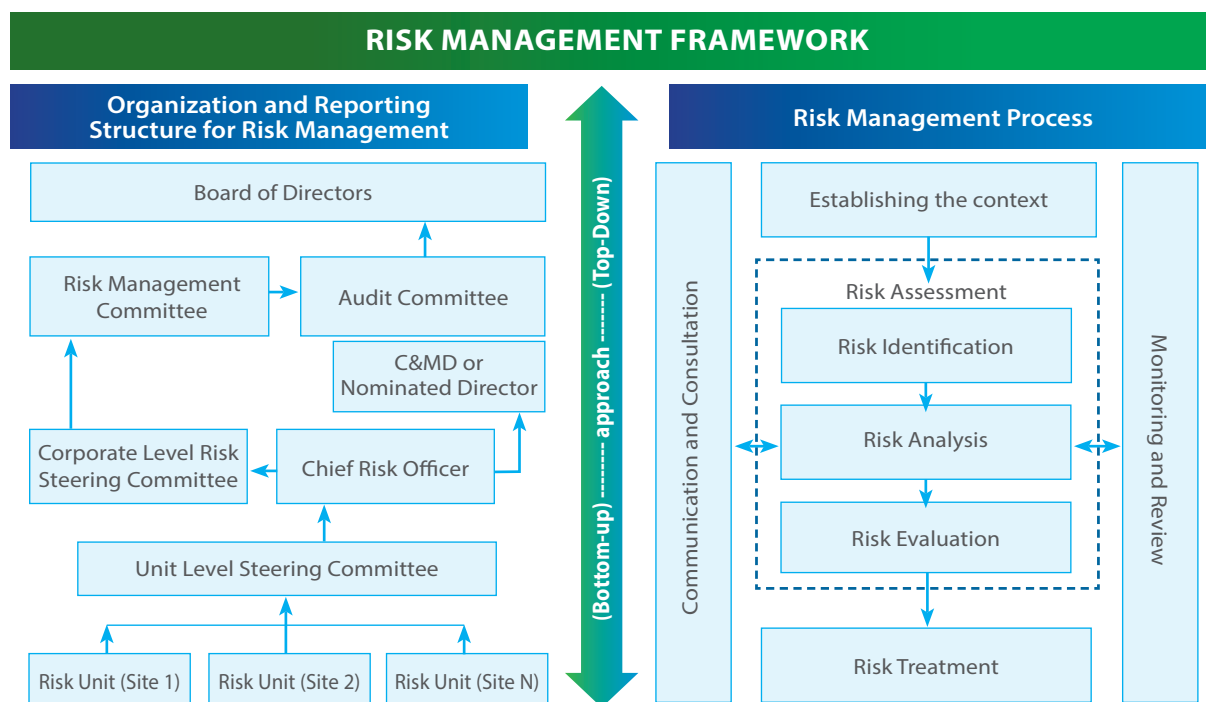 RISK MANAGEMENT FRAMEWORK
Organization and Reporting
Structure for Risk Management
Board of Directors
Risk Management
Committee
Audit Committee
C&MD or
Nominated Director
Corporate Level Risk
Steering Committee
Chief Risk Officer
Unit Level Steering Committee
Risk Unit (Site 1)
Risk Unit (Site 2)
Risk Unit (Site N)
(Bottom-up) ------- approach ------ (Top-Down)
Risk Management Process
Communication and Consultation
Establishing the context
Risk Assessment
Risk Identification
Risk Analysis
Risk Evaluation
Risk Treatment
Monitoring and Review